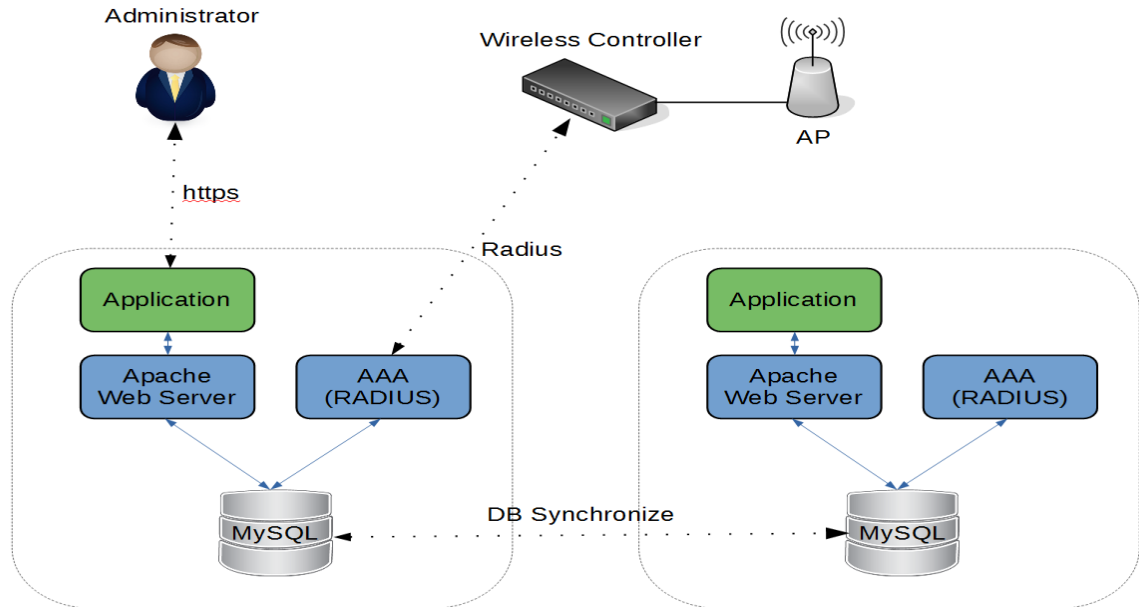 Administrator
Wireless Controller
AP
https
Radius
Application
Apache
Web Server
AAA
(RADIUS)
MySQL
DB Synchronize
Application
Apache
Web Server
AAA
(RADIUS)
MySQL